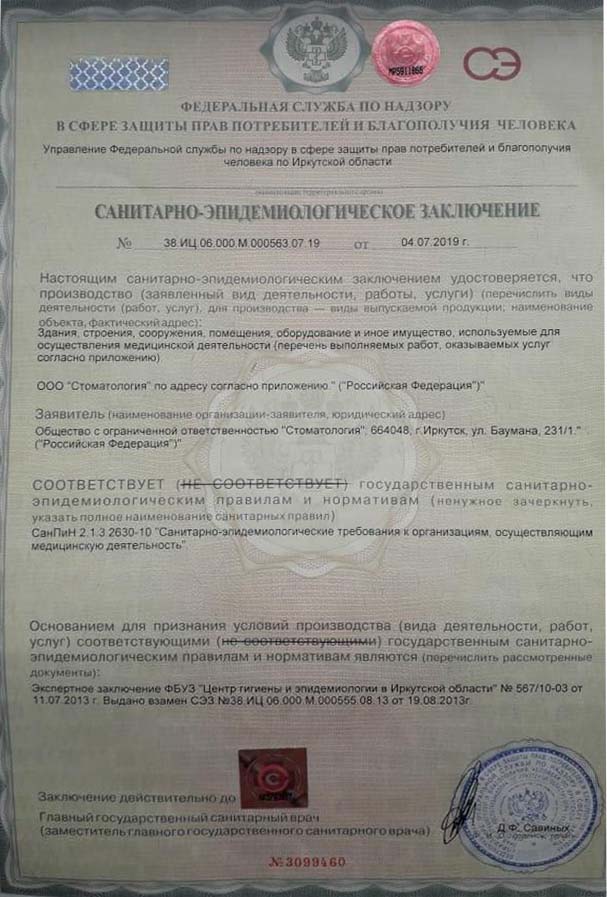 МР5911865
СЭ
ФЕДЕРАЛЬНАЯ СЛУЖБА ПО НАДЗОРУ
В СФЕРЕ ЗАЩИТЫ ПРАВ ПОТРЕБИТЕЛЕЙ И БЛАГОПОЛУЧИЯ ЧЕЛОВЕКА
Управление Федеральной службы по надзору в сфере защиты прав потребителей и благополучия
человека по Иркутской области
САНИТАРНО-ЭПИДЕМИОЛОГИЧЕСКОЕ ЗАКЛЮЧЕНИЕ
№ 38.ИЦ.06.000.М.000563.07.19 от 04.07.2019 г.
Настоящим санитарно-эпидемиологическим заключением удостоверяется, что
производство (заявленный вид деятельности, работы, услуги) (перечислить виды
деятельности (работ, услуг), для производства — виды выпускаемой продукции; наименование
объекта, фактический адрес):
Здания, строения, сооружения, помещения, оборудование и иное имущество, используемые для
осуществления медицинской деятельности (перечень выполняемых работ, оказываемых услуг
согласно приложению)
ООО "Стоматология" по адресу согласно приложению." ("Российская Федерация")"
Заявитель (наименование организации-заявителя, юридический адрес)
Общество с ограниченной ответственностью "Стоматология", 664048, г.Иркутск, ул. Баумана, 231/1."
("Российская Федерация")"
СООТВЕТСТВУЕТ (НЕ СООТВЕТСТВУЕТ) государственным санитарно-
эпидемиологическим правилам и нормативам (ненужное зачеркнуть,
указать полное наименование санитарных правил)
СанПиН 2.1.3.2630-10 "Санитарно-эпидемиологические требования к организациям, осуществляющим
медицинскую деятельность"
Основанием для признания условий производства (вида деятельности, работ,
услуг) соответствующими (не соответствующими) государственным санитарно-
эпидемиологическим правилам и нормативам являются (перечислить рассмотренные
документы):
Экспертное заключение ФБУЗ "Центр гигиены и эпидемиологии в Иркутской области" № 567/10-03 от
11.07.2013 г. Выдано взамен СЭЗ №38.ИЦ.06.000.М.000555.08.13 от 19.08.2013г.
Заключение действительно до
Главный государственный санитарный врач
(заместитель главного государственного санитарного врача)
Д.Ф. Савиных
№3099460